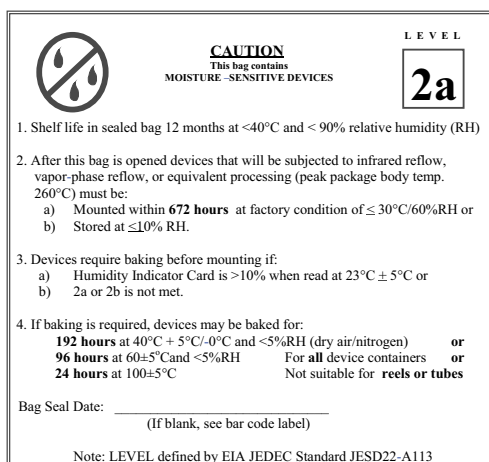 LEVEL
CAUTION
This bag contains
MOISTURE –SENSITIVE DEVICES
2a
1. Shelf life in sealed bag 12 months at <40°C and < 90% relative humidity (RH)
2. After this bag is opened devices that will be subjected to infrared reflow,
vapor-phase reflow, or equivalent processing (peak package body temp.
260°C) must be:
a) Mounted within 672 hours at factory condition of ≤ 30°C/60%RH or
b) Stored at ≤10% RH.
3. Devices require baking before mounting if:
a) Humidity Indicator Card is >10% when read at 23°C ± 5°C or
b) 2a or 2b is not met.
4. If baking is required, devices may be baked for:
192 hours at 40°C + 5°C/-0°C and <5%RH (dry air/nitrogen) or
96 hours at 60±5°Cand <5%RH For all device containers or
24 hours at 100±5°C Not suitable for reels or tubes
Bag Seal Date: ______________________________
(If blank, see bar code label)
Note: LEVEL defined by EIA JEDEC Standard JESD22-A113